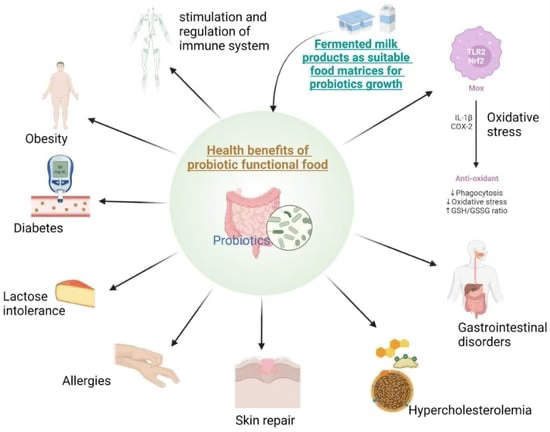 stimulation and
regulation of
immune system
Fermented milk
products as suitable
food matrices for
probiotics growth
TLR2
Nrf2
Mox
IL-1β
COX-2
Oxidative
stress
Anti-oxidant
↓Phagocytosis
↓Oxidative stress
↑GSH/GSSG ratio
Obesity
Health benefits of
probiotic functional food
Probiotics
Diabetes
Lactose
intolerance
Gastrointestinal
disorders
Allergies
Skin repair
Hypercholesterolemia